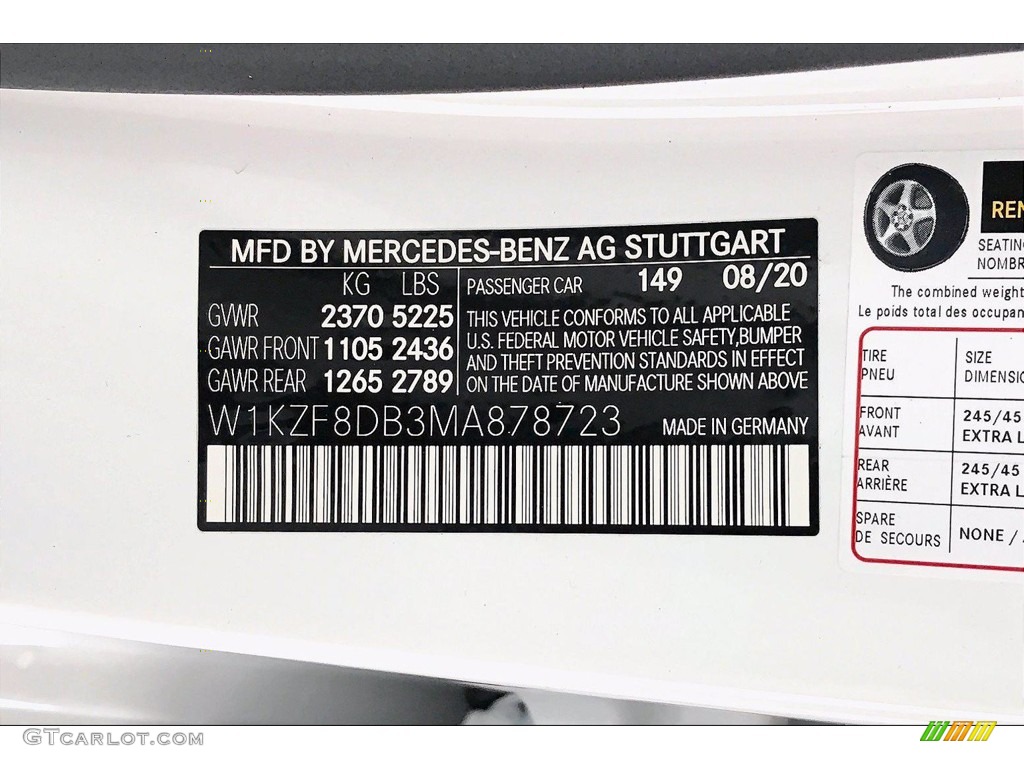 MFD BY MERCEDES-BENZ AG STUTTGART
KG LBS
GVWR 2370 5225
GAWR FRONT 1105 2436
GAWR REAR 1265 2789
PASSENGER CAR 149 08/20
THIS VEHICLE CONFORMS TO ALL APPLICABLE
U.S. FEDERAL MOTOR VEHICLE SAFETY,BUMPER
AND THEFT PREVENTION STANDARDS IN EFFECT
ON THE DATE OF MANUFACTURE SHOWN ABOVE
W1KZF8DB3MA878723 MADE IN GERMANY
The combined weight
Le poids total des
TIRE SIZE
PNEU
FRONT 245/45
AVANT EXTRA
REAR 245/45
ARRIÈRE EXTRA
SPARE NONE /
DE SECOURS
GTcarlot.com